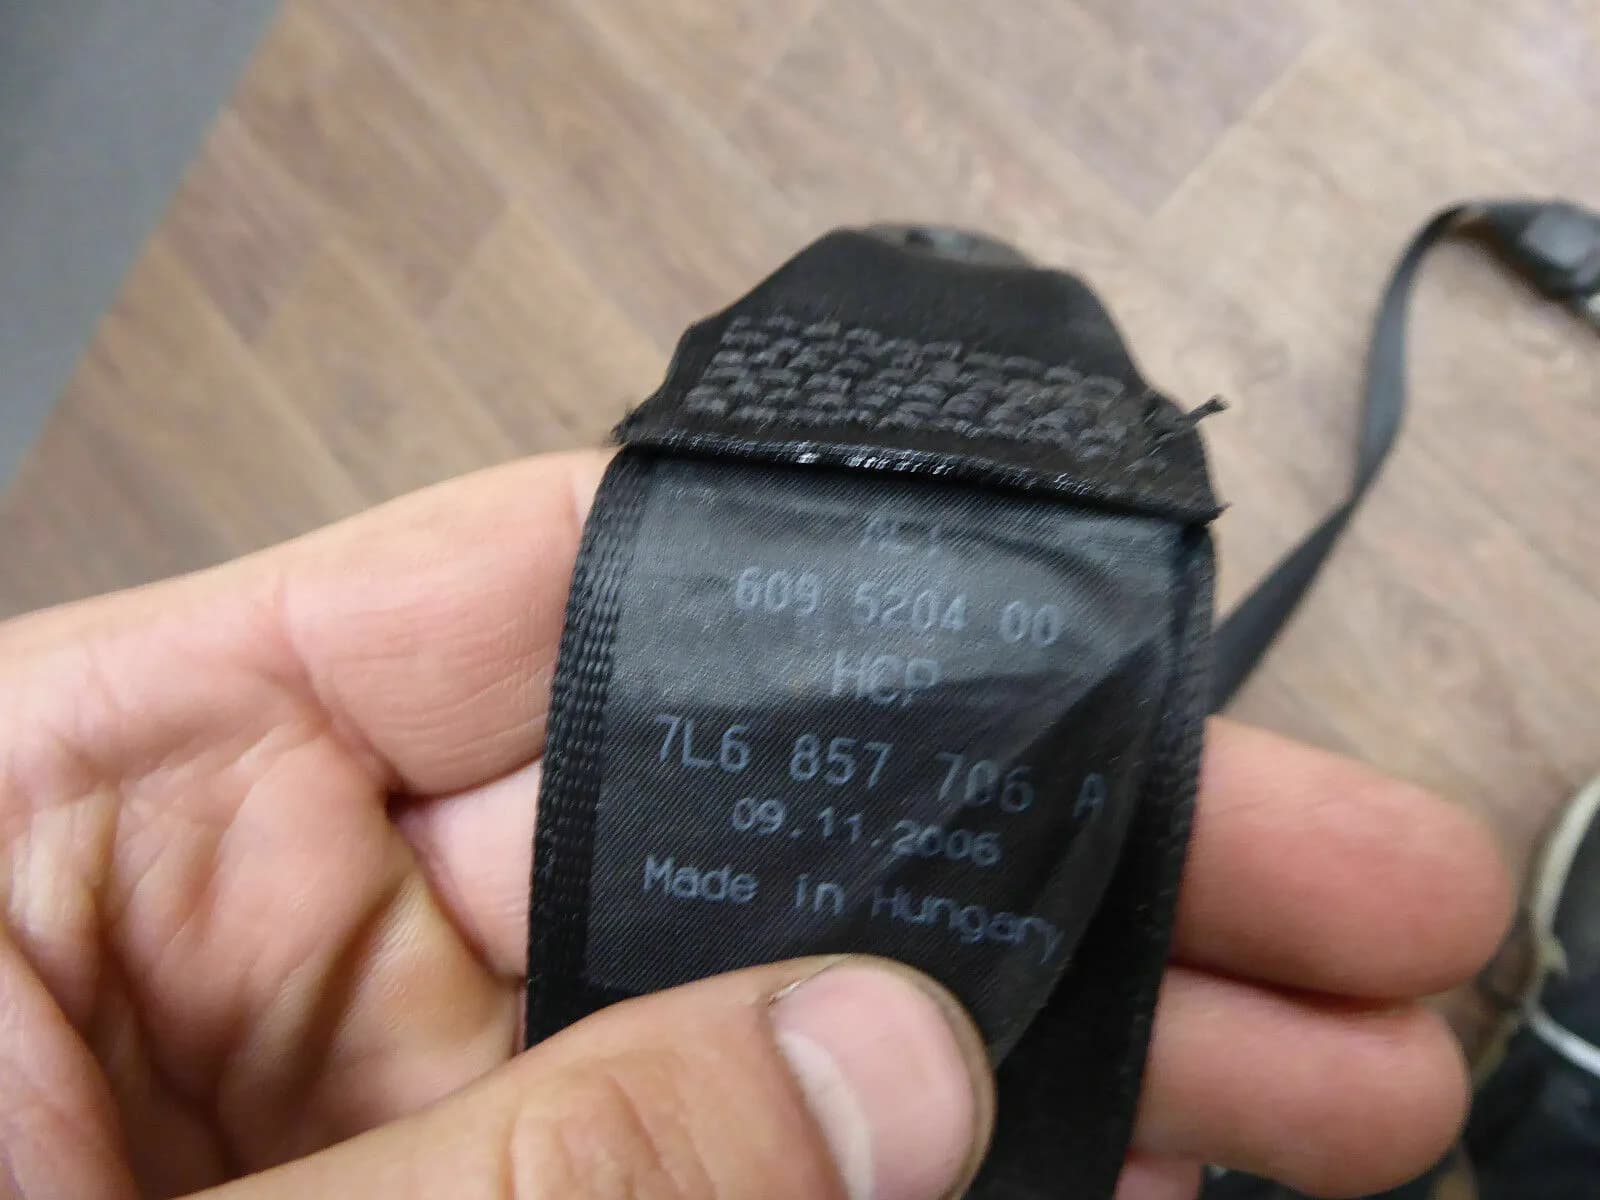 609 5204 00
HCP
7L6 857 706 A
09.11.2006
Made in Hungary